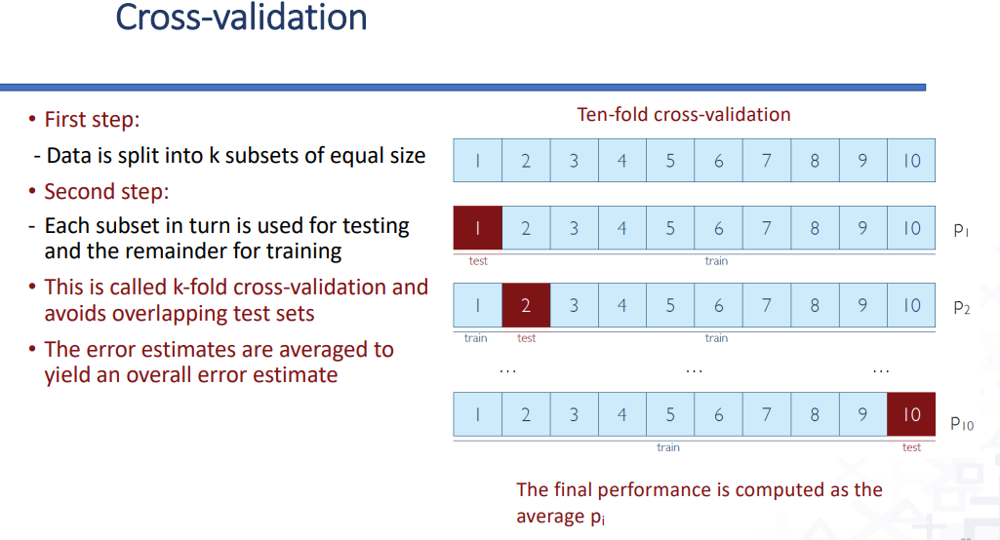 Cross-validation
• First step:
- Data is split into k subsets of equal size
• Second step:
- Each subset in turn is used for testing
and the remainder for training
• This is called k-fold cross-validation and
avoids overlapping test sets
• The error estimates are averaged to
yield an overall error estimate
Ten-fold cross-validation
1 2 3 4 5 6 7 8 9 10
1 2 3 4 5 6 7 8 9 10 p1
test train
1 2 3 4 5 6 7 8 9 10 p2
train test train
... ... ...
1 2 3 4 5 6 7 8 9 10 p10
train test
The final performance is computed as the
average pi